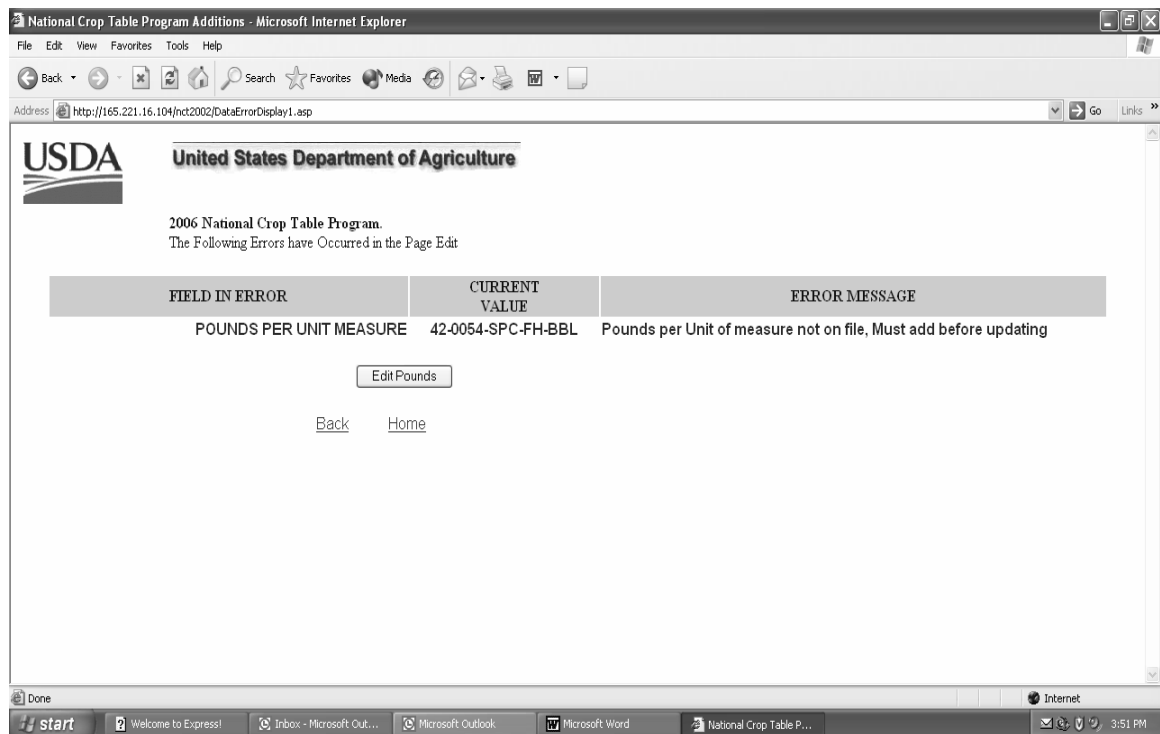 National Crop Table Program Additions - Microsoft Internet Explorer
File Edit View Favorites Tools Help
Back Search Favorites Media
Address http://165.221.16.104/nct2002/DataErrorDisplay1.asp Go Links »
USDA United States Department of Agriculture
2006 National Crop Table Program.
The Following Errors have Occurred in the Page Edit
FIELD IN ERROR CURRENT VALUE ERROR MESSAGE
POUNDS PER UNIT MEASURE 42-0054-SPC-FH-BBL Pounds per Unit of measure not on file, Must add before updating
Edit Pounds
Back Home
Done Internet
start Welcome to Express! Inbox - Microsoft Out... Microsoft Outlook Microsoft Word National Crop Table P... 3:51 PM